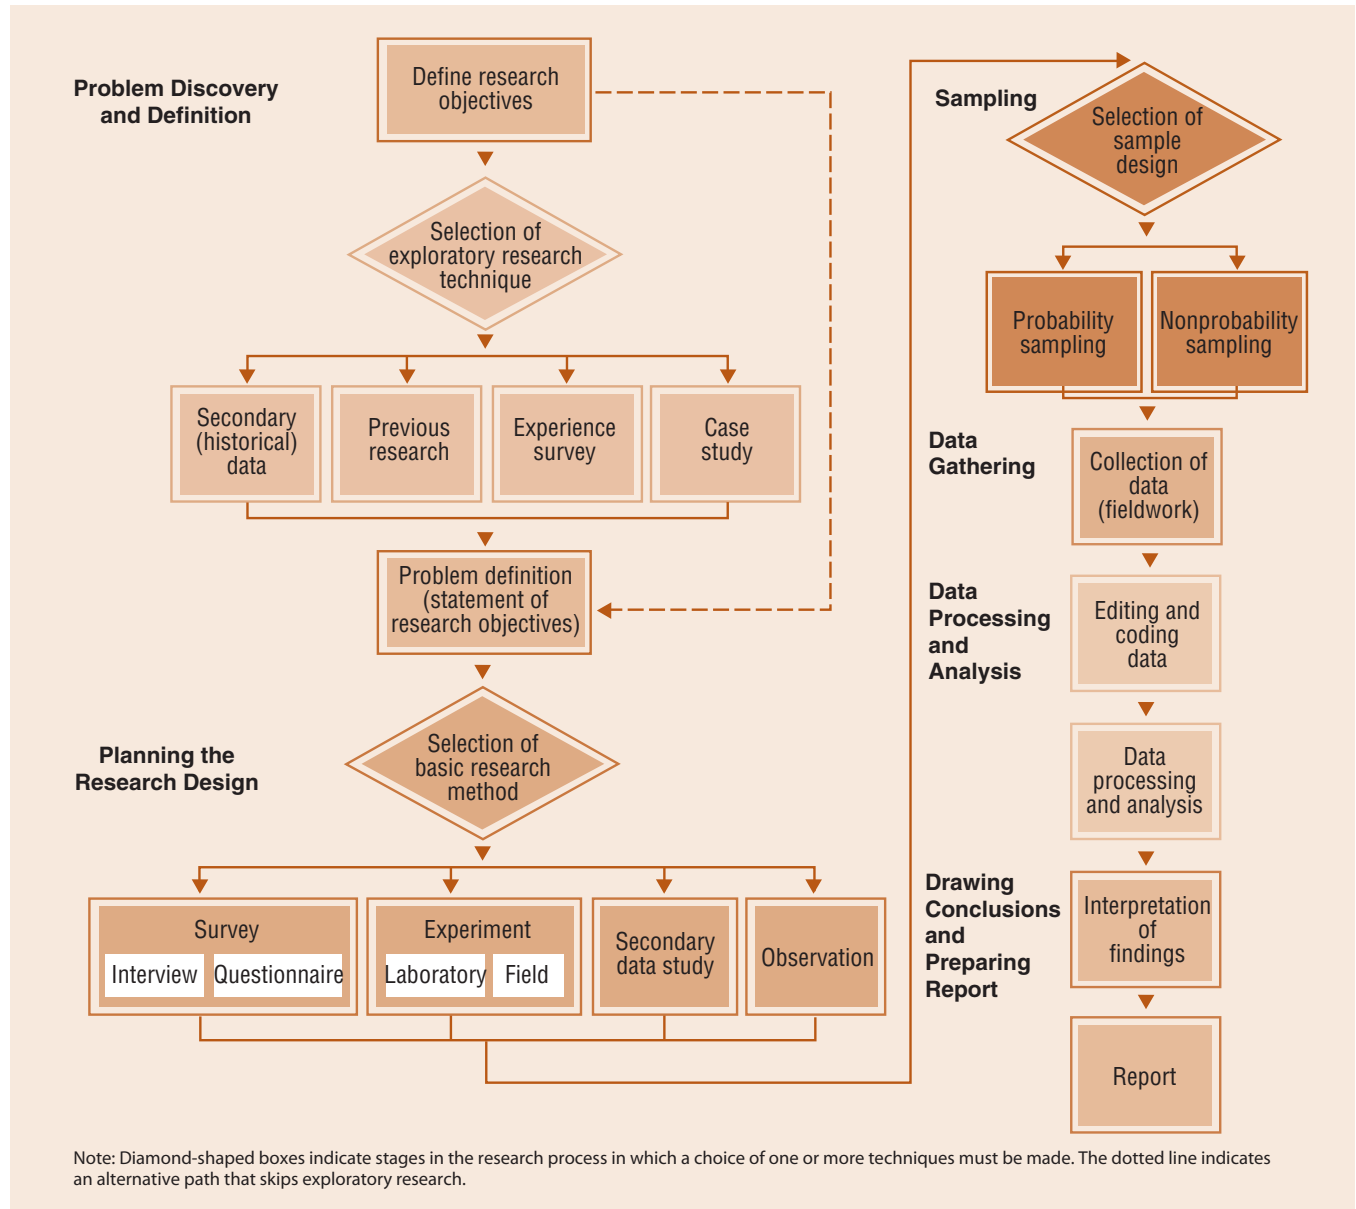 Problem Discovery
and Definition
Define research
objectives
Selection of
exploratory research
technique
Secondary
(historical)
data
Previous
research
Experience
survey
Case
study
Problem definition
(statement of
research objectives)
Planning the
Research Design
Selection of
basic research
method
Survey
Interview
Questionnaire
Experiment
Laboratory
Field
Secondary
data study
Observation
Sampling
Selection of
sample
design
Probability
sampling
Nonprobability
sampling
Data
Gathering
Collection of
data
(fieldwork)
Data
Processing
and
Analysis
Editing and
coding
data
Data
processing
and analysis
Drawing
Conclusions
and
Preparing
Report
Interpretation
of
findings
Report
Note: Diamond-shaped boxes indicate stages in the research process in which a choice of one or more techniques must be made. The dotted line indicates
an alternative path that skips exploratory research.